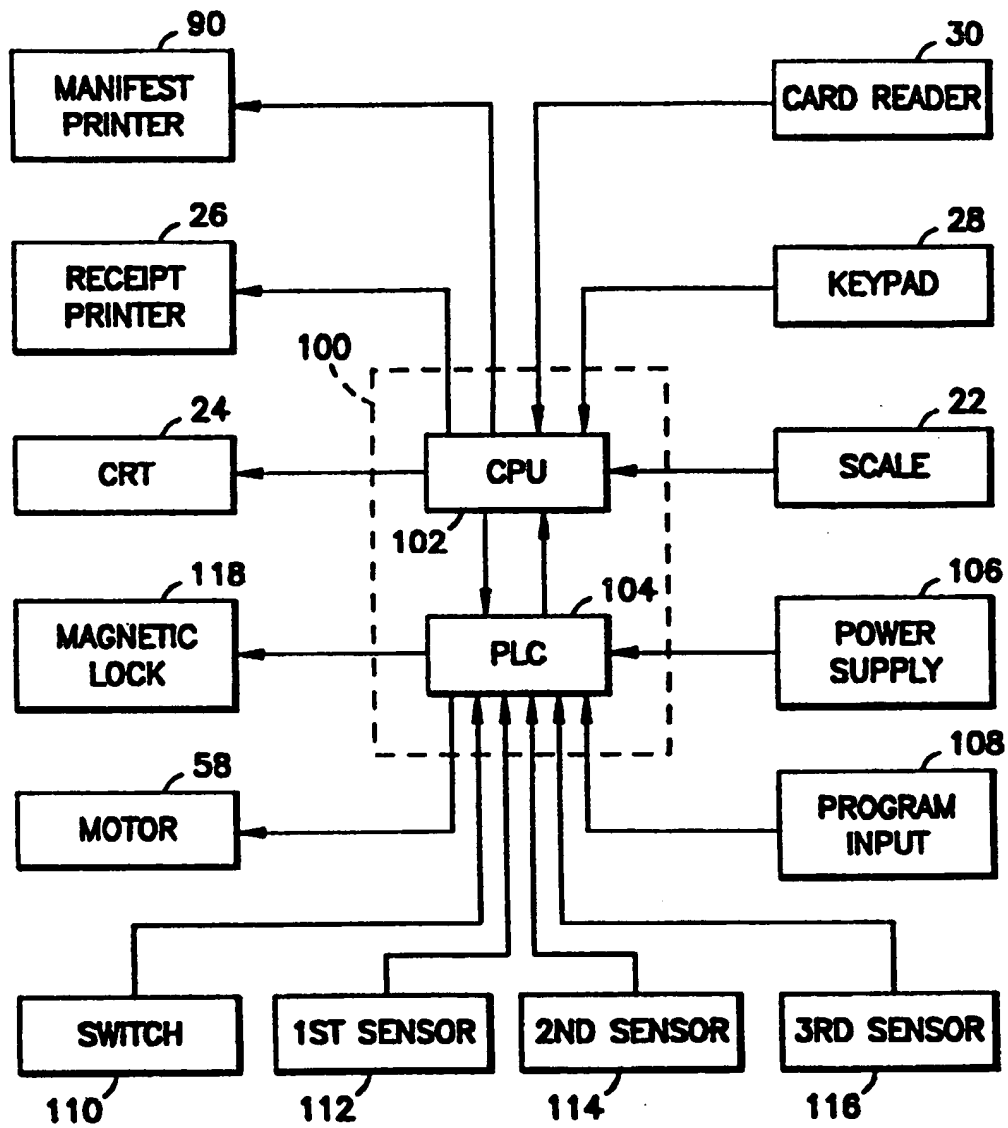 90
MANIFEST
PRINTER
30
CARD READER
26
RECEIPT
PRINTER
28
KEYPAD
100
24
CRT
CPU
102
22
SCALE
118
MAGNETIC
LOCK
104
PLC
106
POWER
SUPPLY
58
MOTOR
108
PROGRAM
INPUT
SWITCH
110
1ST SENSOR
112
2ND SENSOR
114
3RD SENSOR
116